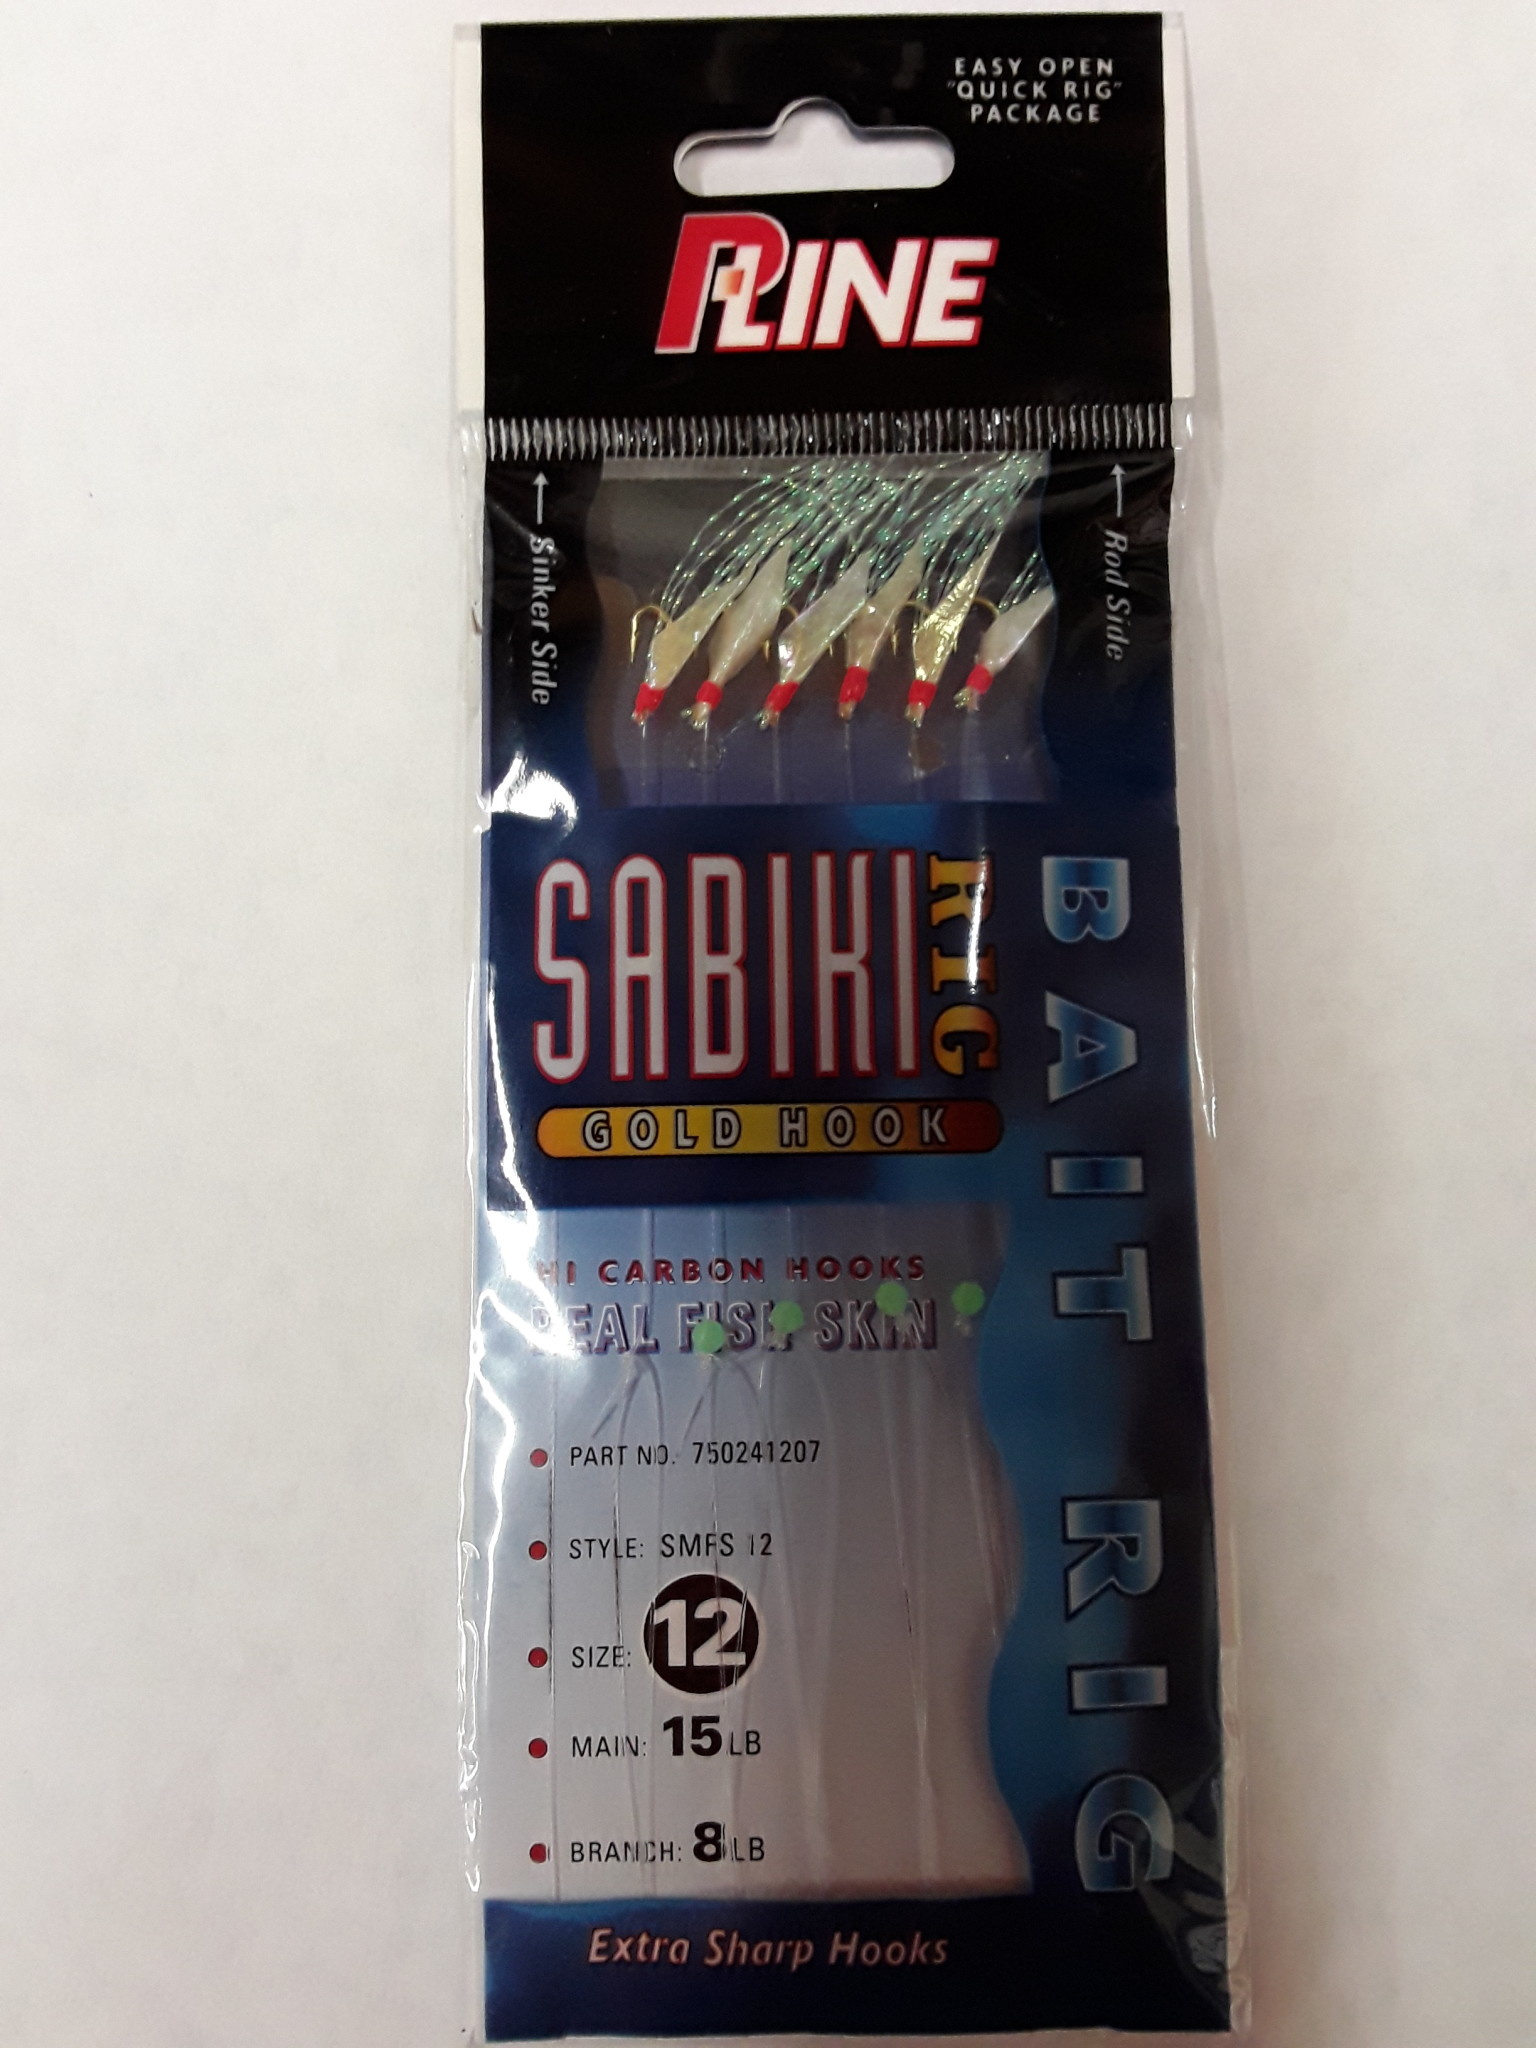 EASY OPEN
"QUICK RIG"
PACKAGE
PLINE
Sinker Side
Rod Side
SABIKI RIG
GOLD HOOK
BAIT RIG
HI CARBON HOOKS
REAL FISH SKIN
PART NO. 750241207
STYLE: SMFS 12
SIZE: 12
MAIN: 15 LB
BRANCH: 8 LB
Extra Sharp Hooks